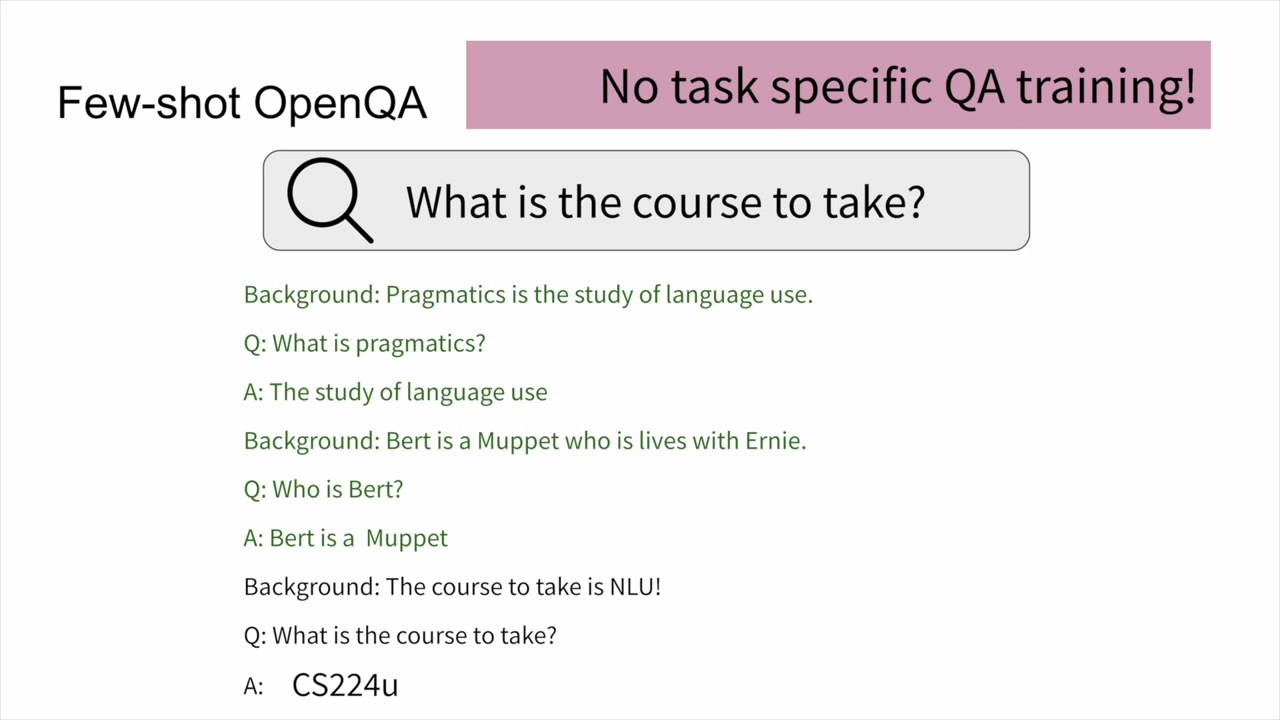 Few-shot OpenQA
No task specific QA training!
What is the course to take?
Background: Pragmatics is the study of language use.
Q: What is pragmatics?
A: The study of language use
Background: Bert is a Muppet who is lives with Ernie.
Q: Who is Bert?
A: Bert is a  Muppet
Background: The course to take is NLU!
Q: What is the course to take?
A: CS224u